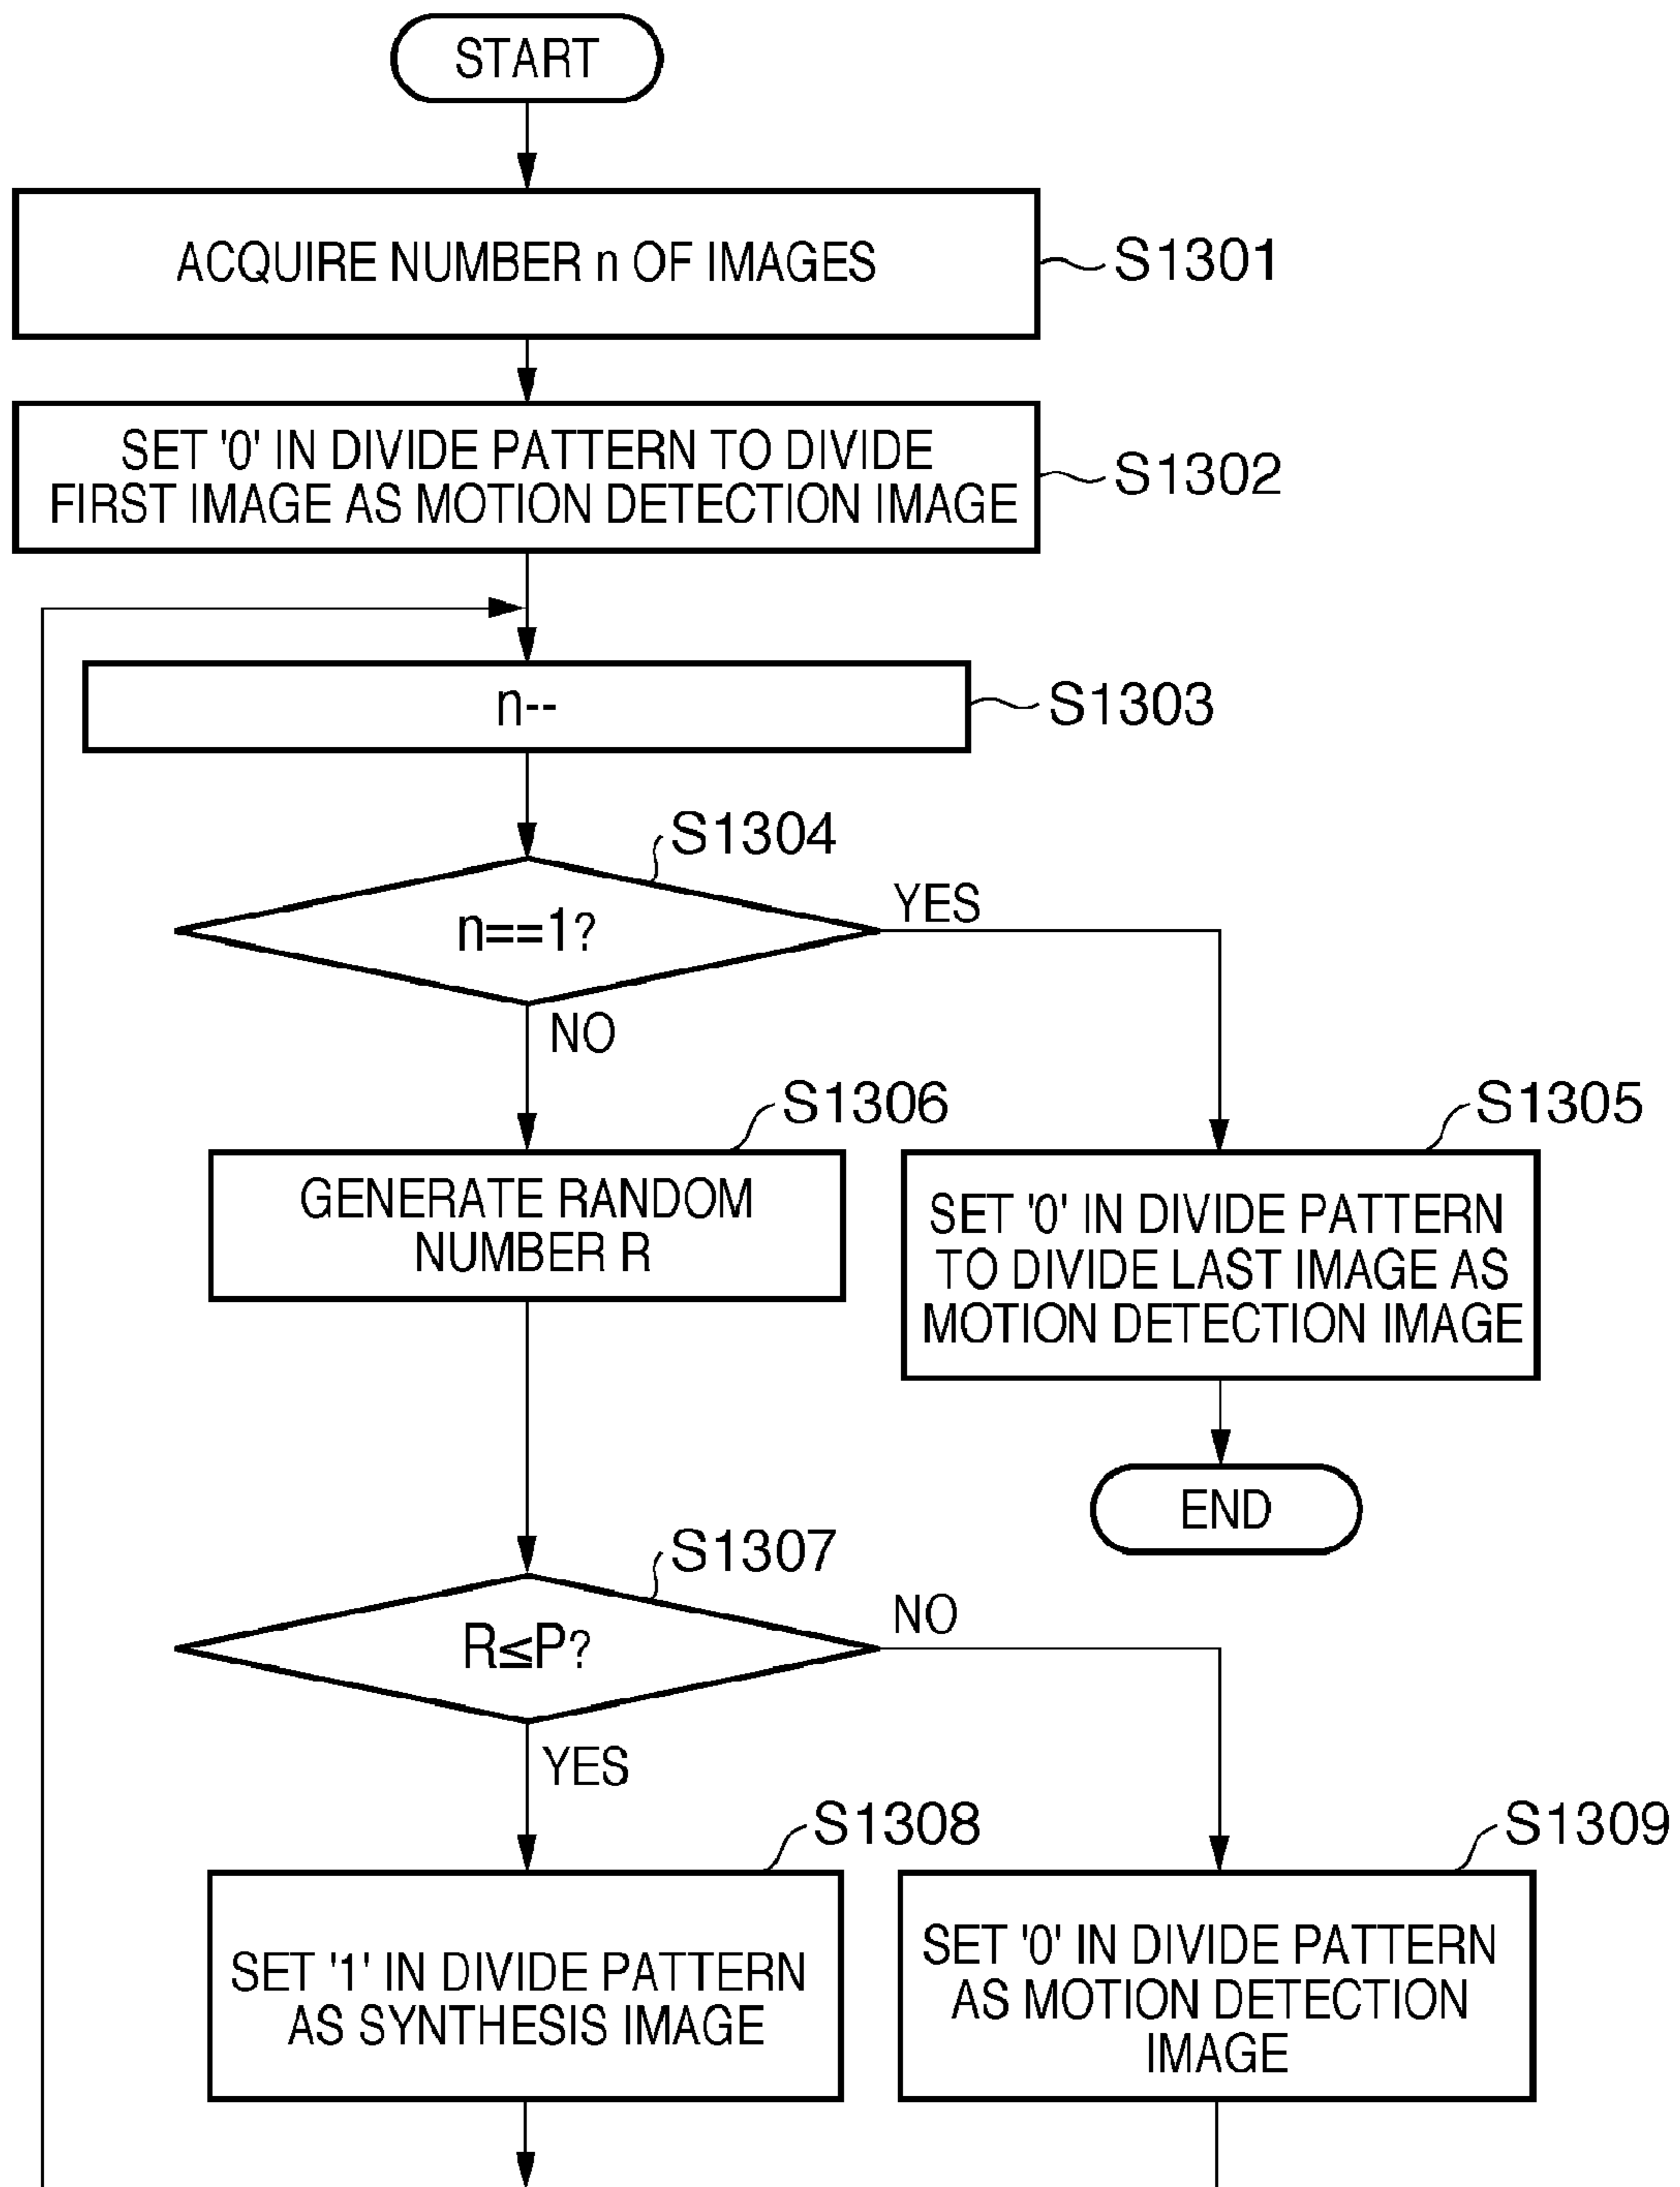 START
ACQUIRE NUMBER n OF IMAGES
S1301
SET '0' IN DIVIDE PATTERN TO DIVIDE
FIRST IMAGE AS MOTION DETECTION IMAGE
S1302
n--
S1303
S1304
n==1?
YES
NO
S1306
GENERATE RANDOM
NUMBER R
S1305
SET '0' IN DIVIDE PATTERN
TO DIVIDE LAST IMAGE AS
MOTION DETECTION IMAGE
END
S1307
R≤P?
NO
YES
S1308
SET '1' IN DIVIDE PATTERN
AS SYNTHESIS IMAGE
S1309
SET '0' IN DIVIDE PATTERN
AS MOTION DETECTION
IMAGE